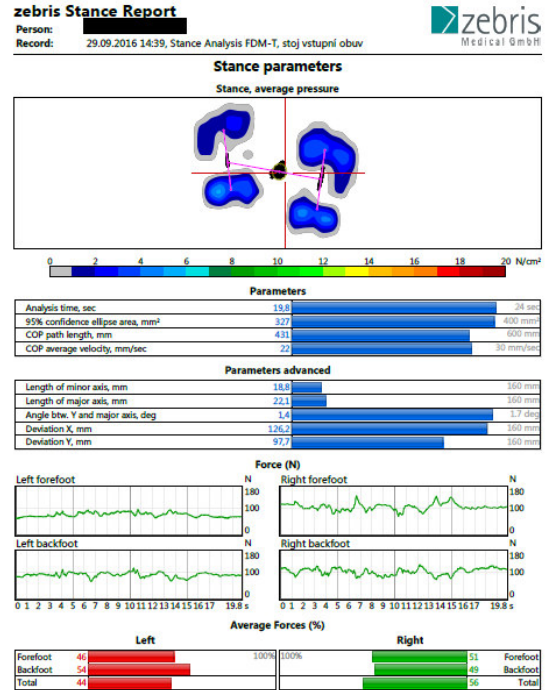 zebris Stance Report
zebris
Medical GmbH
Person:
Record: 29.09.2016 14:39, Stance Analysis FDM-T, stoj vstupní obuv
Stance parameters
Stance, average pressure
0 2 4 6 8 10 12 14 16 18 20 N/cm²
Parameters
Analysis time, sec 19,8 24 sec
95% confidence ellipse area, mm² 327 400 mm²
COP path length, mm 431 600 mm
COP average velocity, mm/sec 22 30 mm/sec
Parameters advanced
Length of minor axis, mm 18,8 160 mm
Length of major axis, mm 22,1 160 mm
Angle btw. Y and major axis, deg 1,4 1.7 deg
Deviation X, mm 126,2 160 mm
Deviation Y, mm 97,7 160 mm
Force (N)
Left forefoot N Right forefoot N
180 180
100 100
0 0
Left backfoot N Right backfoot N
180 180
100 100
0 0
0 1 2 3 4 5 6 7 8 9 10 11 12 13 14 15 16 17 19.8 s 0 1 2 3 4 5 6 7 8 9 10 11 12 13 14 15 16 17 19.8 s
Average Forces (%)
Left Right
Forefoot 46 100% 100% 51 Forefoot
Backfoot 54 49 Backfoot
Total 44 56 Total